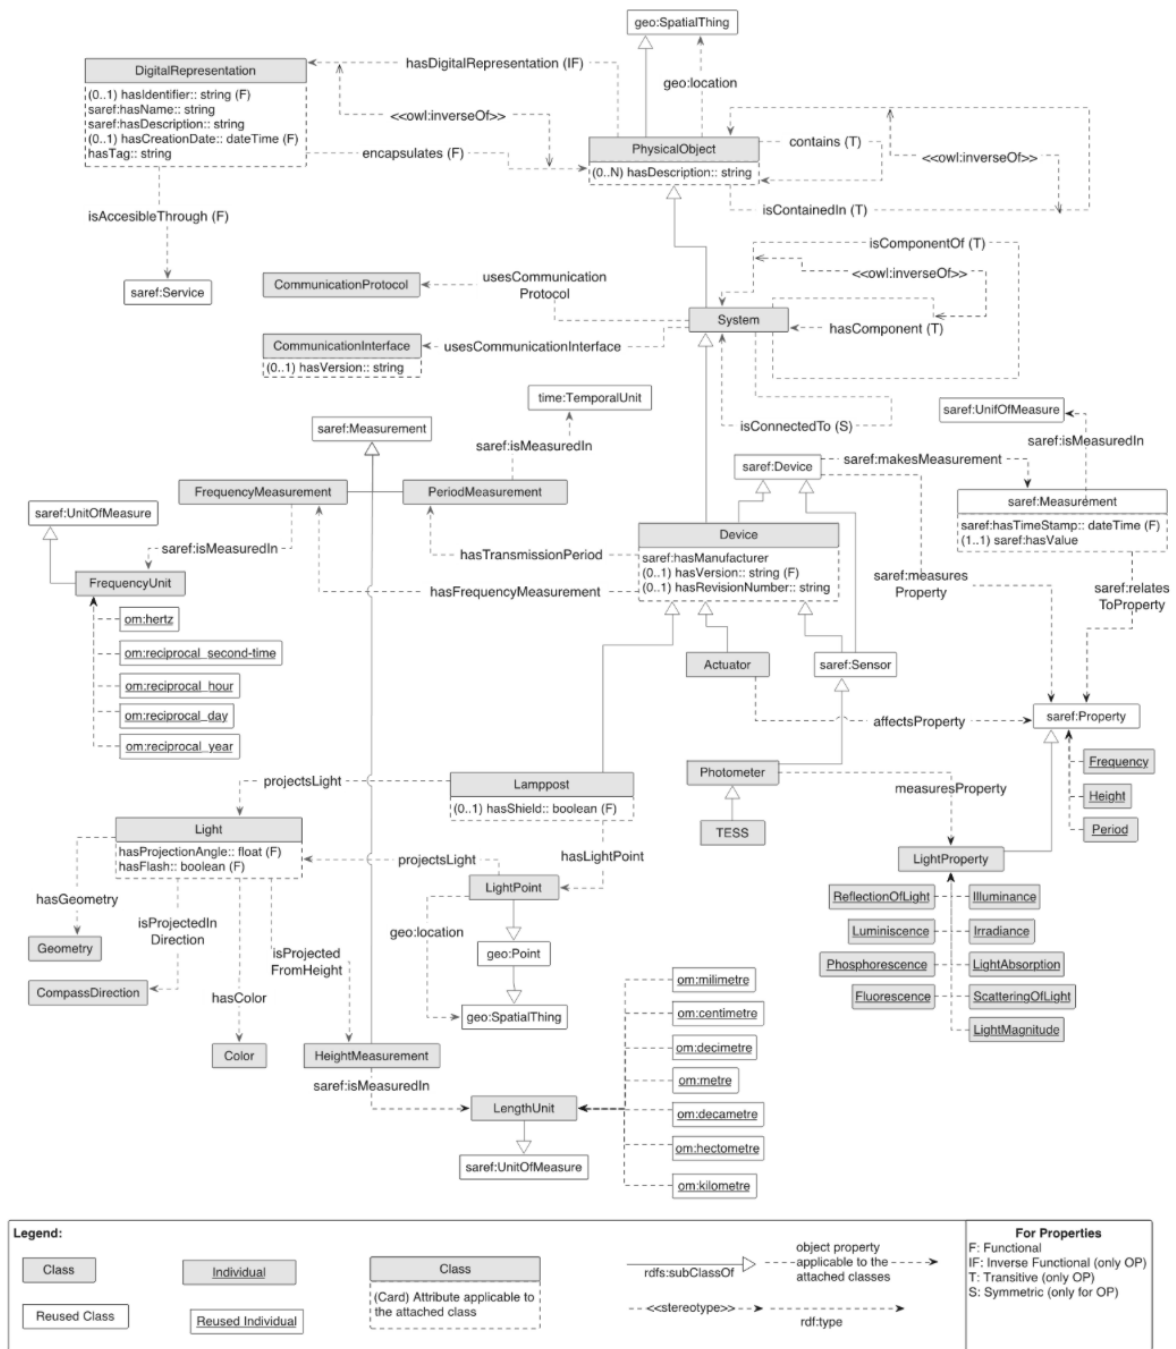 geo:SpatialThing
DigitalRepresentation
(0..1) hasIdentifier:: string (F)
saref:hasName:: string
saref:hasDescription:: string
(0..1) hasCreationDate:: dateTime (F)
hasTag:: string
hasDigitalRepresentation (IF)
geo:location
<<owl:inverseOf>>
encapsulates (F)
PhysicalObject
(0..N) hasDescription:: string
contains (T)
<<owl:inverseOf>>
isContainedIn (T)
isAccesibleThrough (F)
saref:Service
isComponentOf (T)
<<owl:inverseOf>>
CommunicationProtocol
usesCommunication
Protocol
System
hasComponent (T)
CommunicationInterface
(0..1) hasVersion:: string
usesCommunicationInterface
time:TemporalUnit
saref:UnifOfMeasure
saref:Measurement
isConnectedTo (S)
saref:isMeasuredIn
saref:isMeasuredIn
saref:Device
saref:makesMeasurement
FrequencyMeasurement
PeriodMeasurement
saref:Measurement
saref:hasTimeStamp:: dateTime (F)
(1..1) saref:hasValue
saref:UnitOfMeasure
saref:isMeasuredIn
Device
saref:hasManufacturer
(0..1) hasVersion:: string (F)
(0..1) hasRevisionNumber:: string
hasTransmissionPeriod
hasFrequencyMeasurement
saref:measures
Property
saref:relates
ToProperty
FrequencyUnit
om:hertz
om:reciprocal_second-time
om:reciprocal_hour
om:reciprocal_day
om:reciprocal_year
Actuator
saref:Sensor
affectsProperty
saref:Property
Frequency
Height
Period
projectsLight
Lamppost
(0..1) hasShield:: boolean (F)
Photometer
measuresProperty
TESS
Light
hasProjectionAngle:: float (F)
hasFlash:: boolean (F)
projectsLight
hasLightPoint
LightProperty
LightPoint
hasGeometry
isProjectedIn
Direction
geo:location
ReflectionOfLight
Illuminance
Luminiscence
Irradiance
Phosphorescence
LightAbsorption
Fluorescence
ScatteringOfLight
LightMagnitude
Geometry
isProjected
FromHeight
geo:Point
CompassDirection
hasColor
geo:SpatialThing
om:milimetre
om:centimetre
om:decimetre
om:metre
om:decametre
om:hectometre
om:kilometre
Color
HeightMeasurement
saref:isMeasuredIn
LengthUnit
saref:UnitOfMeasure
Legend:
Class
Individual
Class
(Card) Attribute applicable to
the attached class
Reused Class
Reused Individual
rdfs:subClassOf
object property
applicable to the
attached classes
<<stereotype>>
rdf:type
For Properties
F: Functional
IF: Inverse Functional (only OP)
T: Transitive (only OP)
S: Symmetric (only for OP)